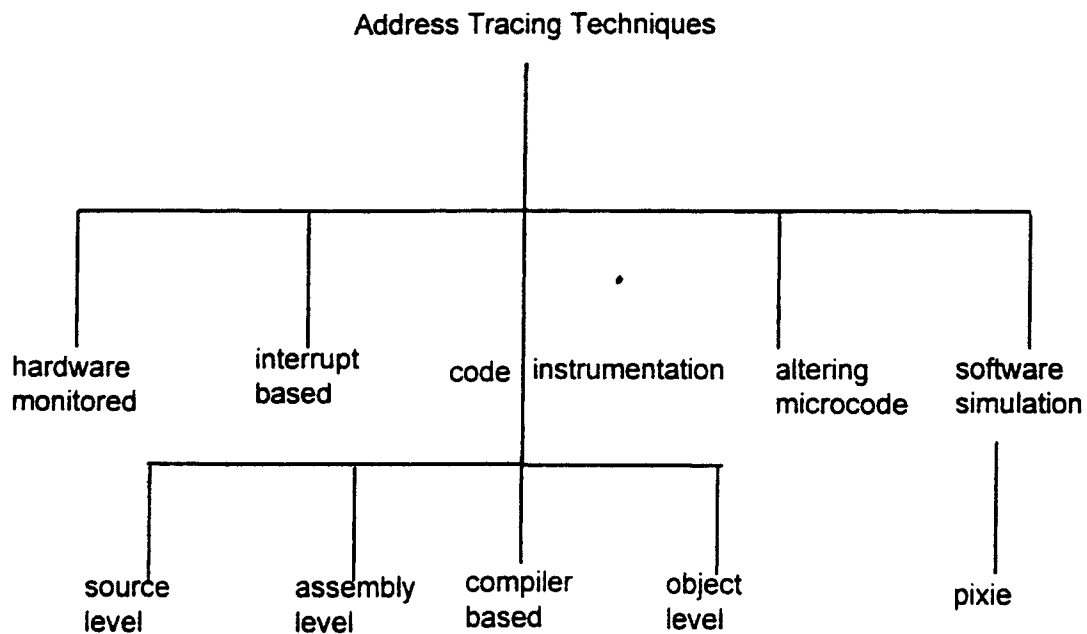 Address Tracing Techniques
hardware
monitored
interrupt
based
code instrumentation
altering
microcode
software
simulation
source
level
assembly
level
compiler
based
object
level
pixie